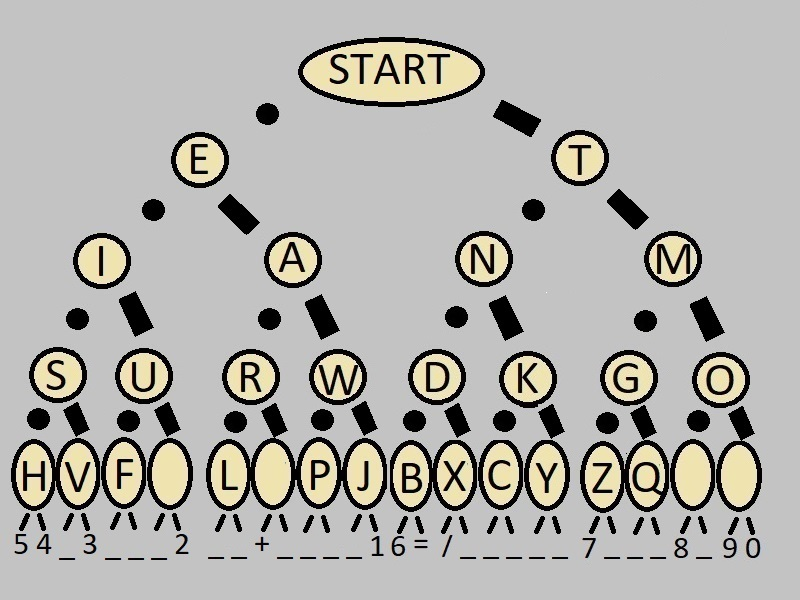 START
E T
I A N M
S U R W D K G O
H V F L P J B X C Y Z Q
5 4 _ 3 _ _ _ 2 _ _ + _ _ _ _ 1 6 = / _ _ _ _ _ 7 _ _ _ 8 _ 9 0